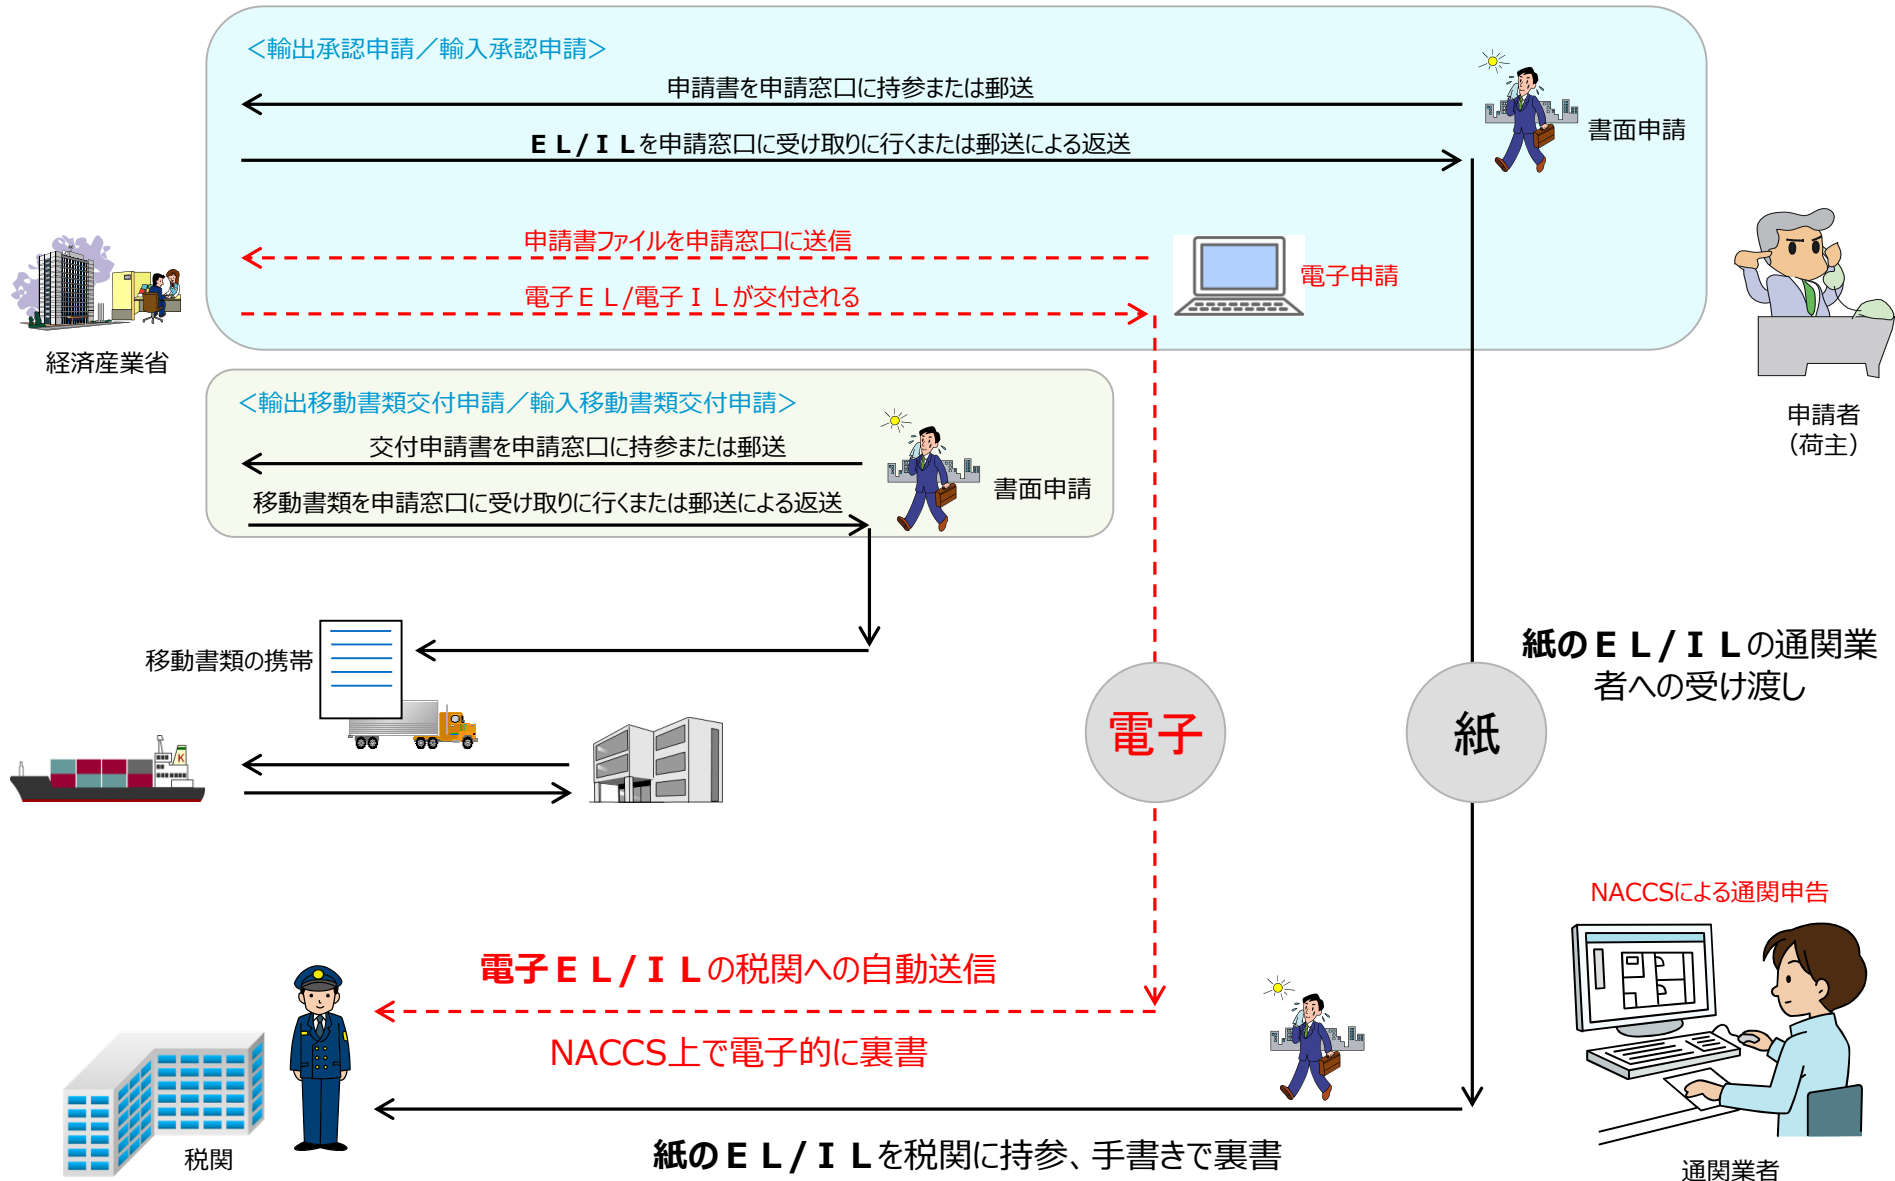 ＜輸出承認申請／輸入承認申請＞
申請書を申請窓口に持参または郵送
ＥＬ/ＩＬを申請窓口に受け取りに行くまたは郵送による返送
書面申請
申請書ファイルを申請窓口に送信
電子ＥＬ/電子ＩＬが交付される
電子申請
経済産業省
申請者
（荷主）
＜輸出移動書類交付申請／輸入移動書類交付申請＞
交付申請書を申請窓口に持参または郵送
移動書類を申請窓口に受け取りに行くまたは郵送による返送
書面申請
移動書類の携帯
K
電子
紙
紙のＥＬ/ＩＬの通関業
者への受け渡し
NACCSによる通関申告
電子ＥＬ/ＩＬの税関への自動送信
NACCS上で電子的に裏書
紙のＥＬ/ＩＬを税関に持参、手書きで裏書
税関
通関業者